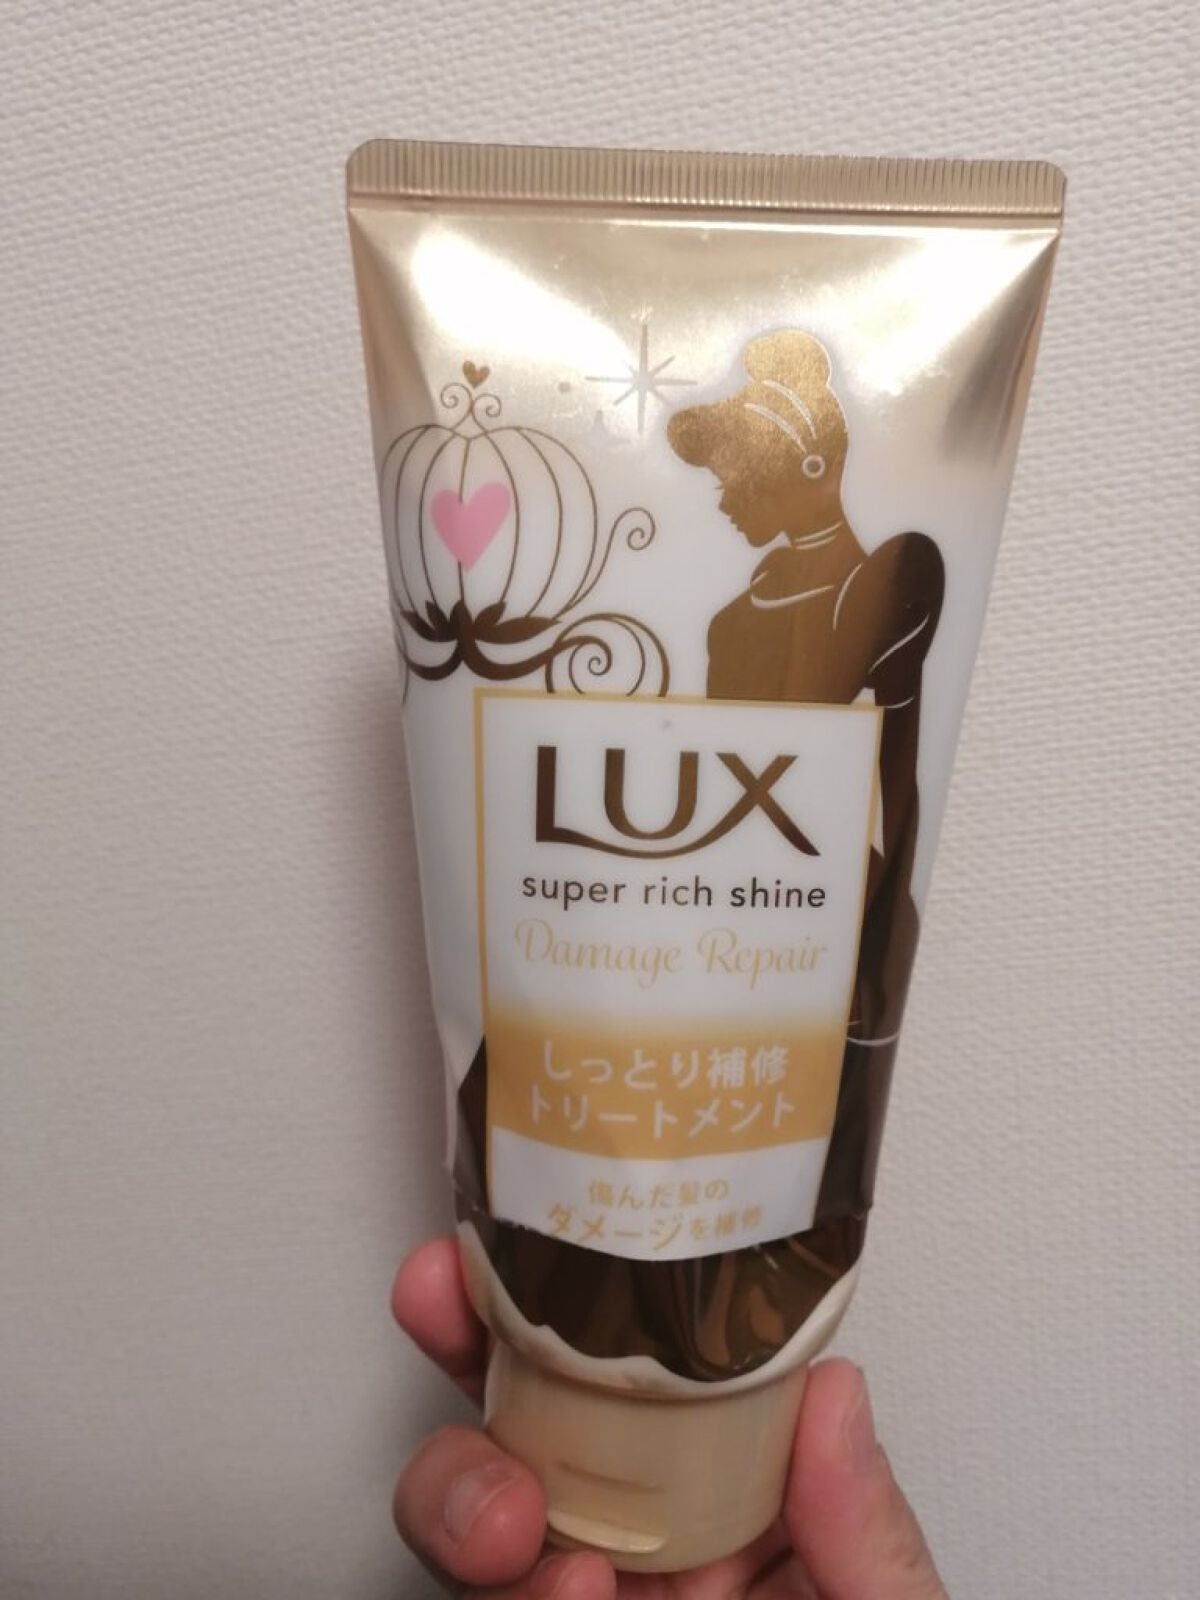 LUX
super rich shine
Damage Repair
しっとり補修
トリートメント
傷んだ髪の
ダメージを補修